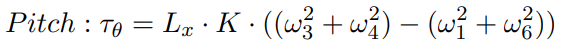 Pitch : τ_θ = L_x · K · ((ω_3^2 + ω_4^2) − (ω_1^2 + ω_6^2))